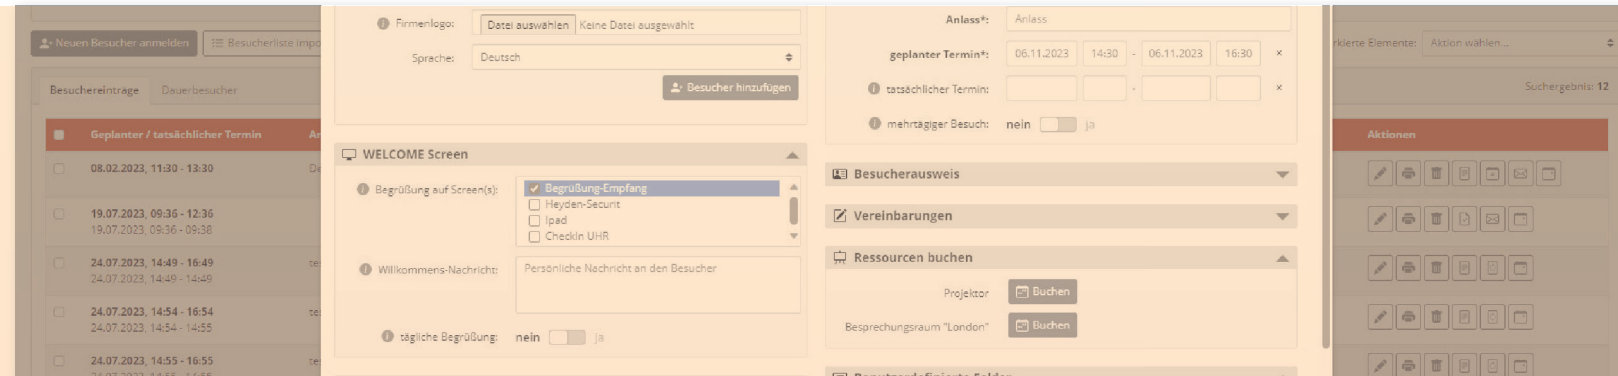 Neuen Besucher anmelden
Besucherliste impo
Besuchereinträge
Dauerbesucher
Geplanter / tatsächlicher Termin
08.02.2023, 11:30 - 13:30
19.07.2023, 09:36 - 12:36
19.07.2023, 09:36 - 09:38
24.07.2023, 14:49 - 16:49
24.07.2023, 14:49 - 14:49
24.07.2023, 14:54 - 16:54
24.07.2023, 14:54 - 14:55
24.07.2023, 14:55 - 16:55
Firmenlogo:
Datei auswählen
Keine Datei ausgewählt
Sprache:
Deutsch
Besucher hinzufügen
WELCOME Screen
Begrüßung auf Screen(s):
Begrüßung-Empfang
Heyden-Securit
Ipad
CheckIn UHR
Willkommens-Nachricht:
Persönliche Nachricht an den Besucher
tägliche Begrüßung:
nein
ja
Anlass*:
Anlass
geplanter Termin*:
06.11.2023
14:30
-
06.11.2023
16:30
×
tatsächlicher Termin:
-
×
mehrtägiger Besuch:
nein
ja
Besucherausweis
Vereinbarungen
Ressourcen buchen
Projektor
Buchen
Besprechungsraum "London"
Buchen
rkierte Elemente:
Aktion wählen...
Suchergebnis: 12
Aktionen